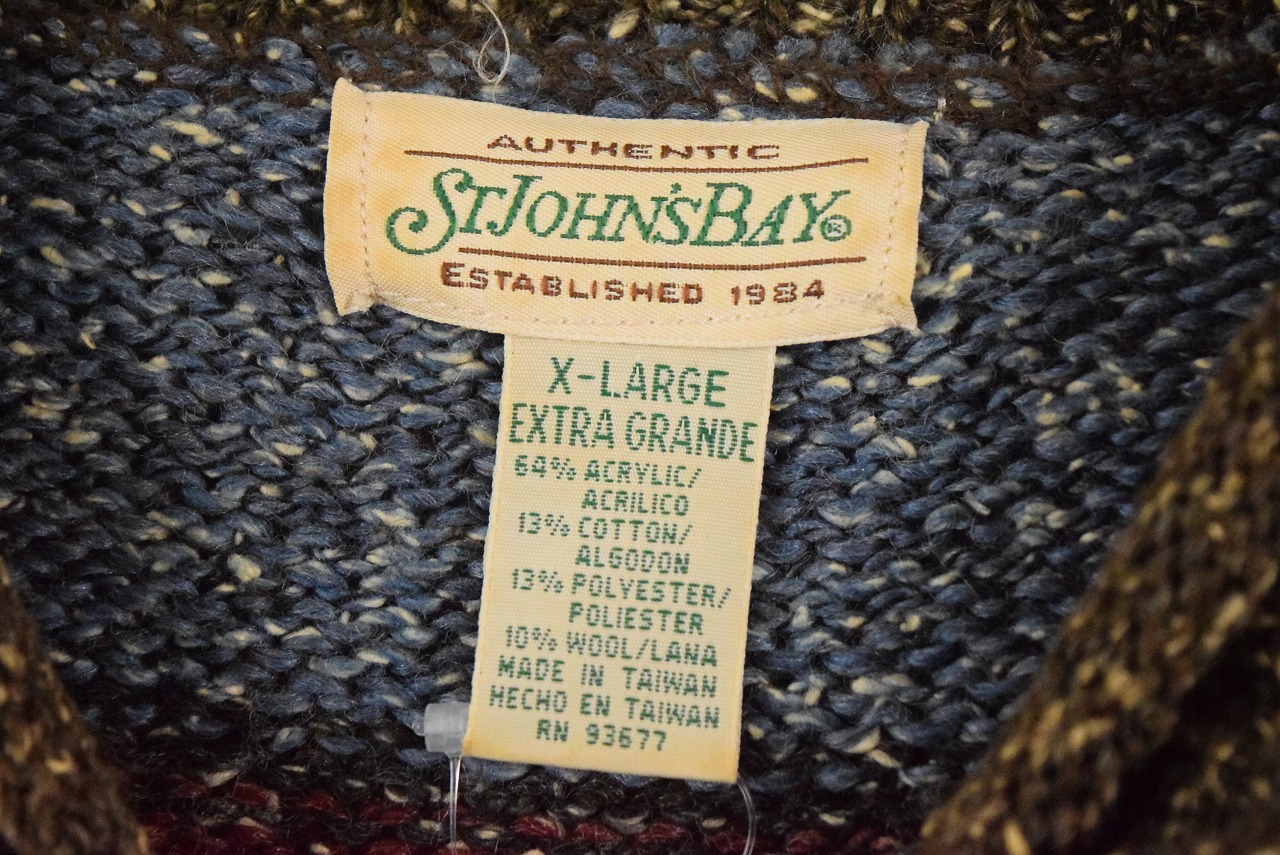 AUTHENTIC
ST JOHN'S BAY®
ESTABLISHED 1984
X-LARGE
EXTRA GRANDE
64% ACRYLIC/
ACRILICO
13% COTTON/
ALGODON
13% POLYESTER/
POLIESTER
10% WOOL/LANA
MADE IN TAIWAN
HECHO EN TAIWAN
RN 93677